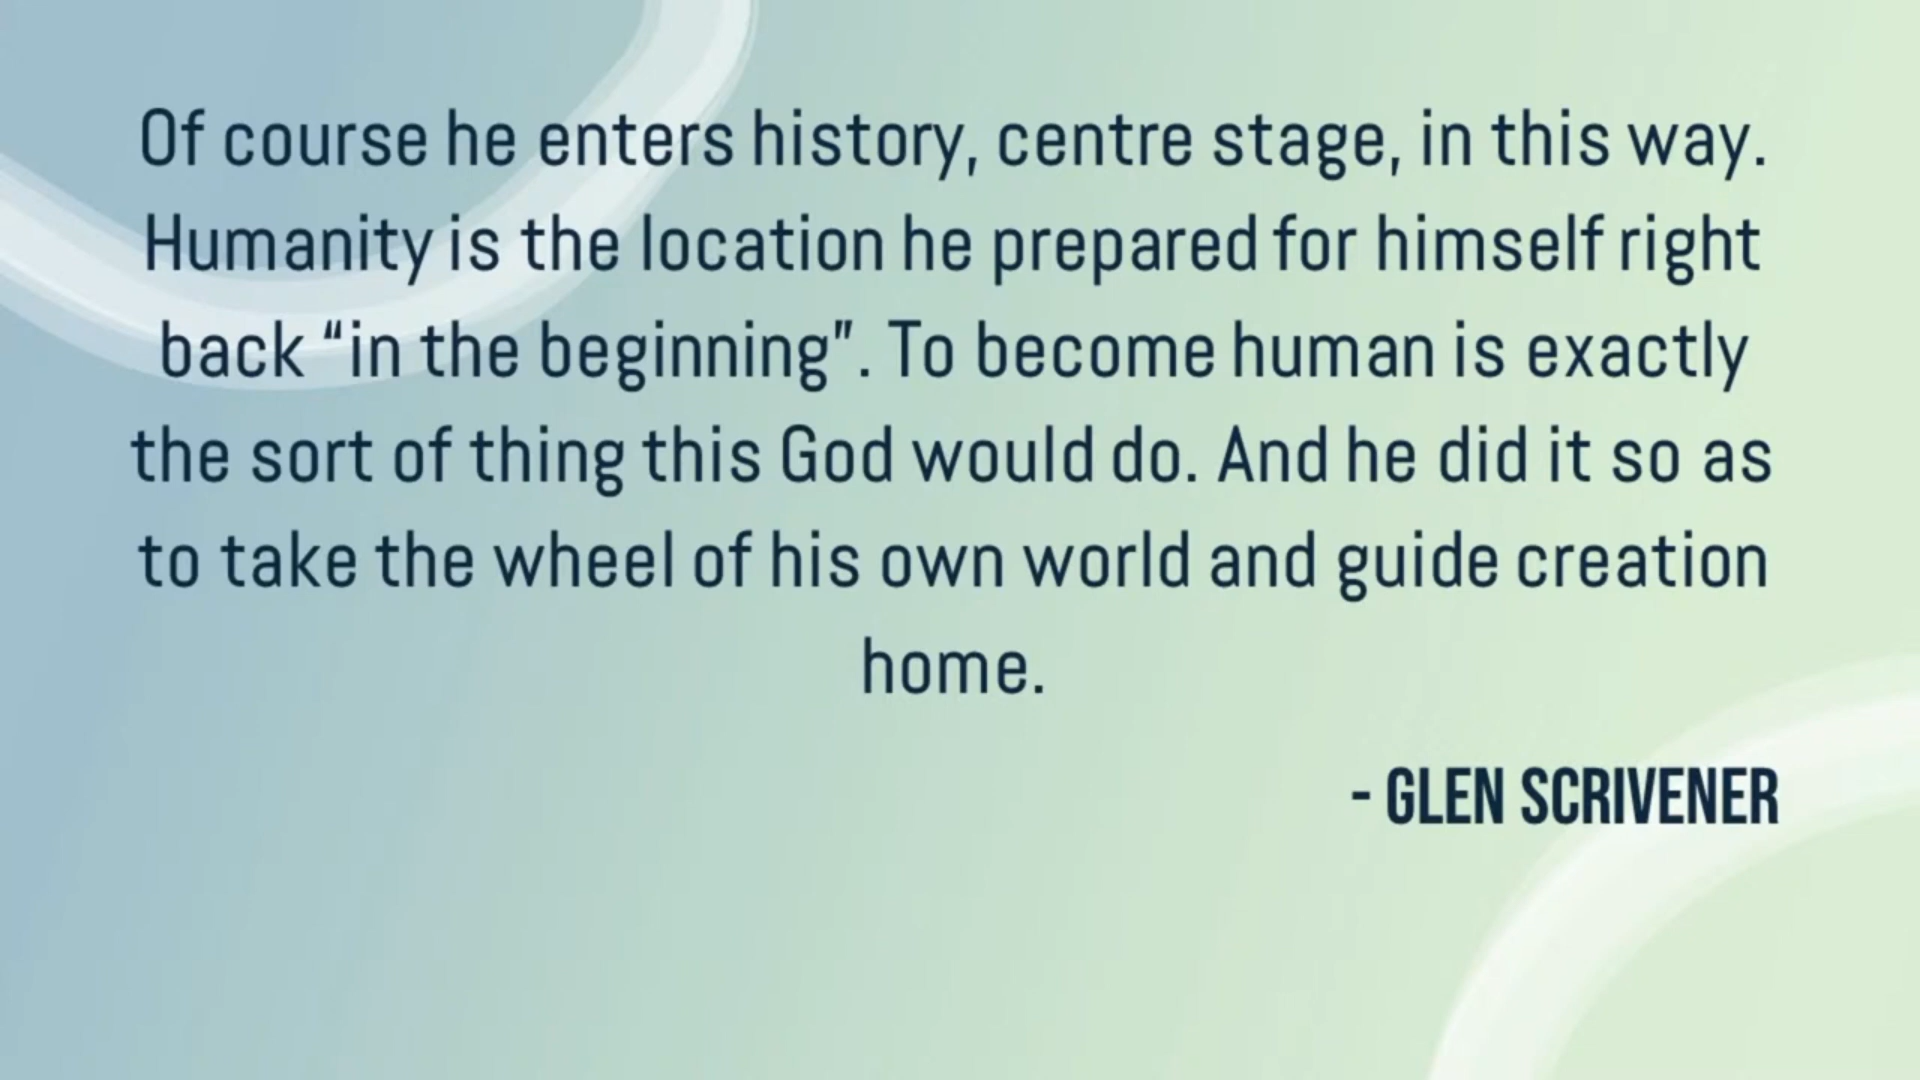 Of course he enters history, centre stage, in this way.
Humanity is the location he prepared for himself right
back “in the beginning”. To become human is exactly
the sort of thing this God would do. And he did it so as
to take the wheel of his own world and guide creation
home.
- GLEN SCRIVENER